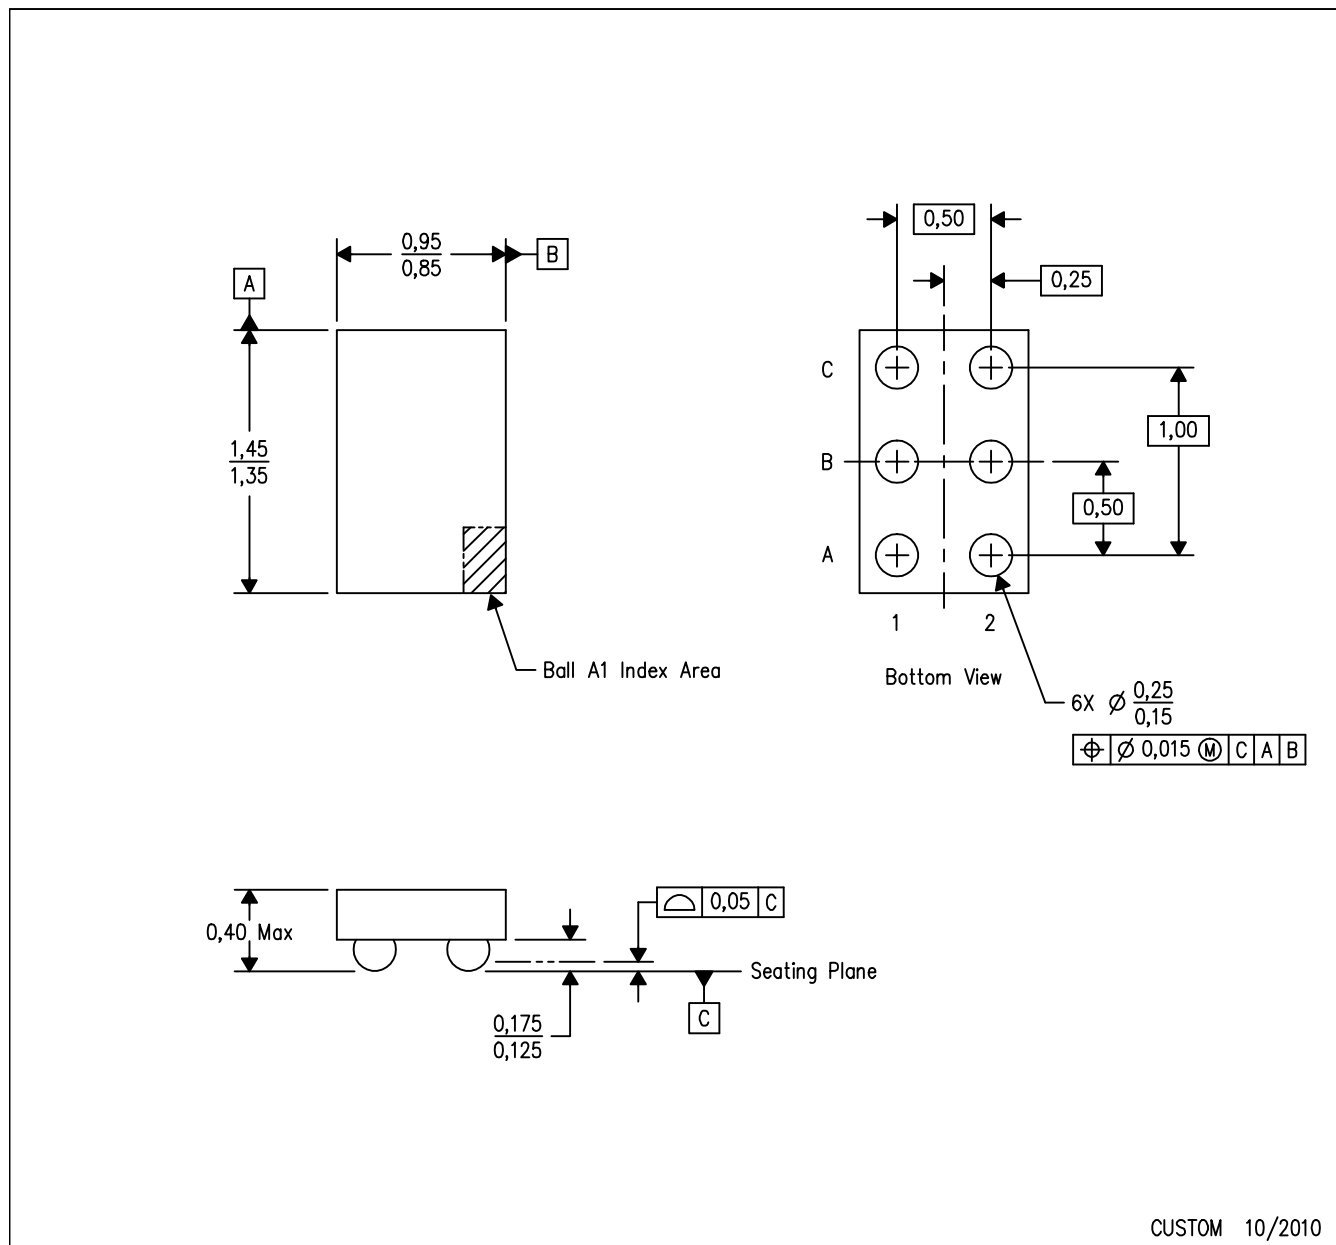 0,95
0,85
B
A
1,45
1,35
Ball A1 Index Area
0,50
0,25
C
B
A
1,00
0,50
1 2
Bottom View
6X Ø 0,25
0,15
⌖ Ø 0,015 Ⓜ C A B
0,40 Max
⌓ 0,05 C
Seating Plane
0,175
0,125
C
CUSTOM 10/2010